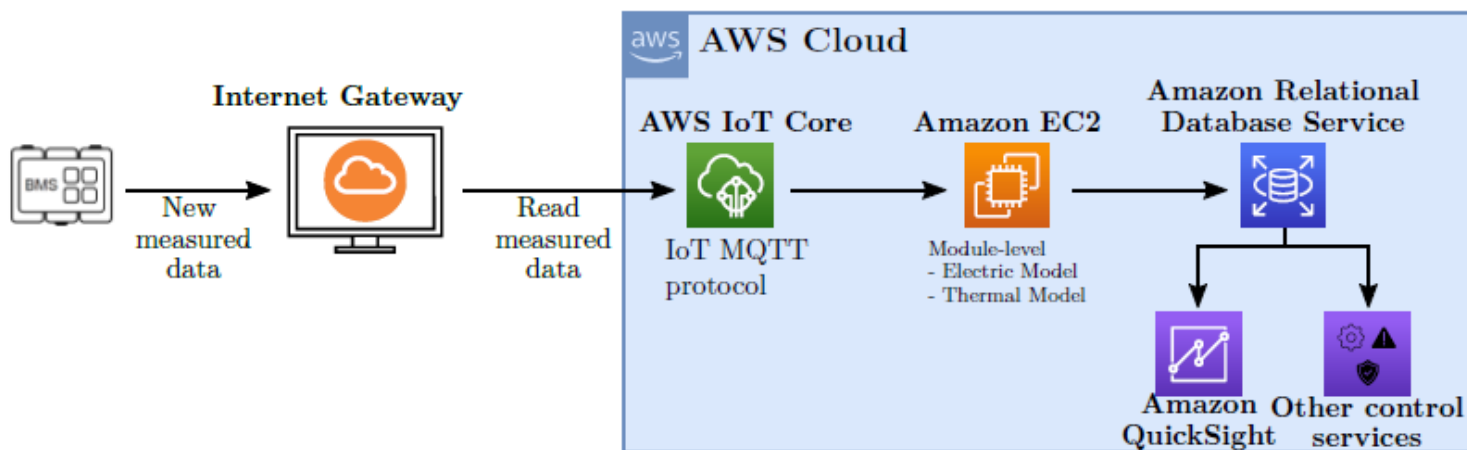 aws
AWS Cloud
Internet Gateway
BMS
New
measured
data
Read
measured
data
AWS IoT Core
IoT MQTT
protocol
Amazon EC2
Module-level
- Electric Model
- Thermal Model
Amazon Relational
Database Service
Amazon
QuickSight
Other control
services